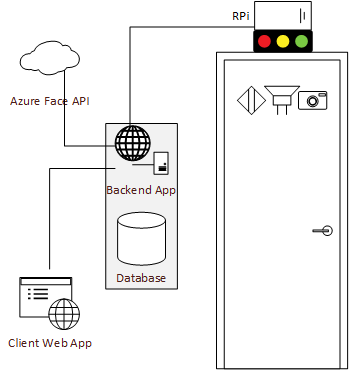 RPi
Azure Face API
Backend App
Database
Client Web App